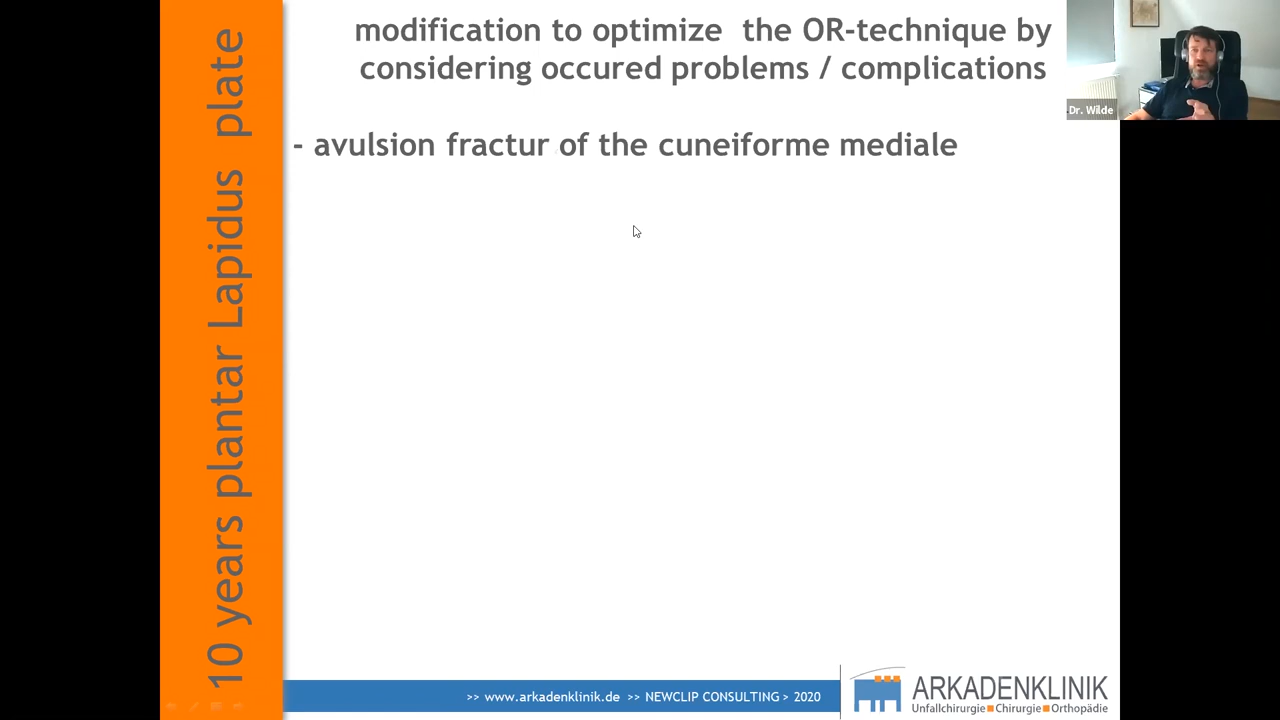 10 years plantar Lapidus plate
modification to optimize the OR-technique by
considering occured problems / complications
- avulsion fractur of the cuneiforme mediale
Dr. Wilde
>> www.arkadenklinik.de >> NEWCLIP CONSULTING > 2020
ARKADENKLINIK
Unfallchirurgie ■ Chirurgie ■ Orthopädie